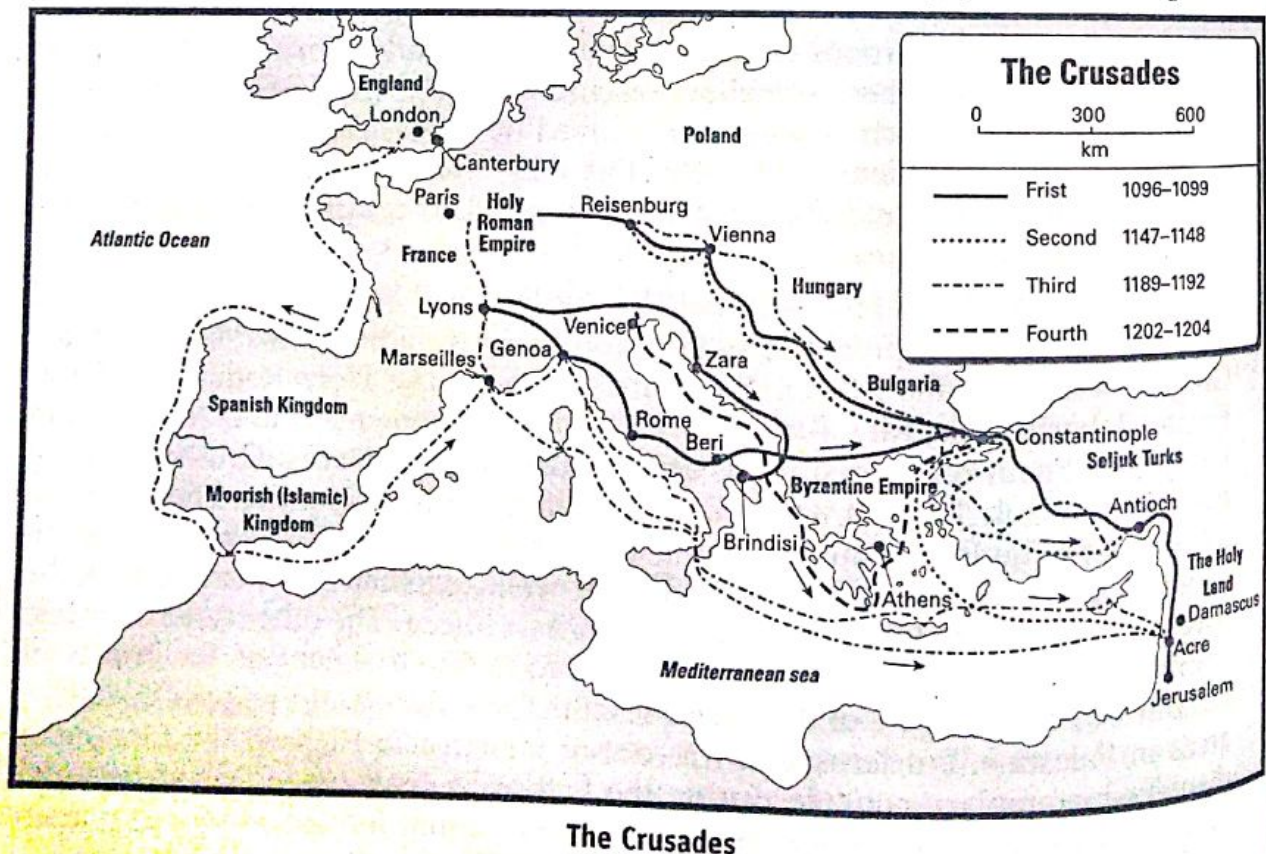 The Crusades
0 300 600
km
Frist 1096–1099
Second 1147–1148
Third 1189–1192
Fourth 1202–1204
England
London
Canterbury
Poland
Paris
Holy
Roman
Empire
Reisenburg
Vienna
Atlantic Ocean
France
Hungary
Lyons
Venice
Marseilles
Genoa
Zara
Bulgaria
Spanish Kingdom
Rome
Beri
Constantinople
Seljuk Turks
Moorish (Islamic)
Kingdom
Byzantine Empire
Antioch
Brindisi
Athens
The Holy
Land
Damascus
Acre
Mediterranean sea
Jerusalem
The Crusades